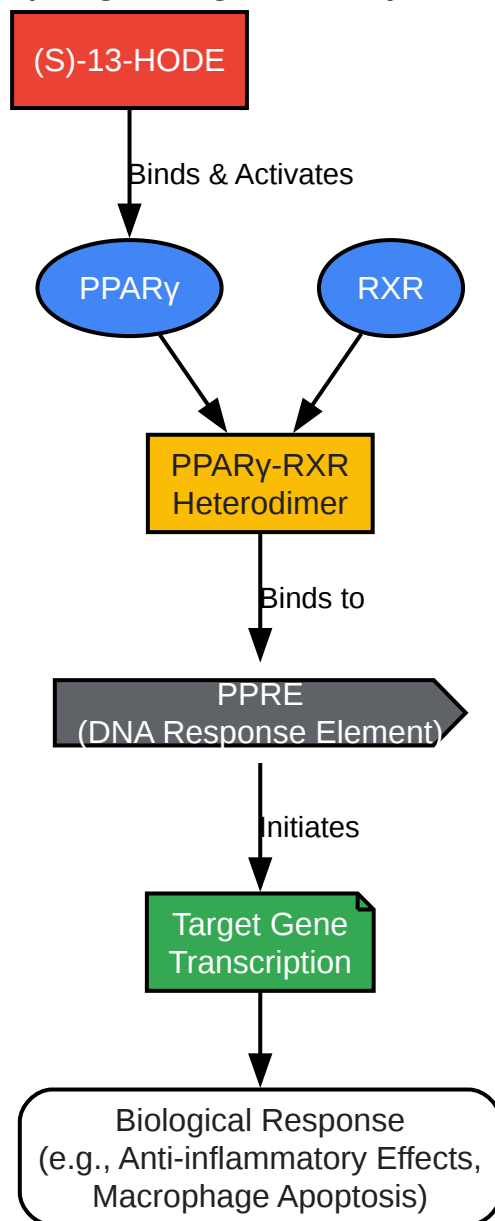 (S)-13-HODE
Binds & Activates
PPARγ
RXR
PPARγ-RXR
Heterodimer
Binds to
PPRE
(DNA Response Element)
Initiates
Target Gene
Transcription
Biological Response
(e.g., Anti-inflammatory Effects,
Macrophage Apoptosis)